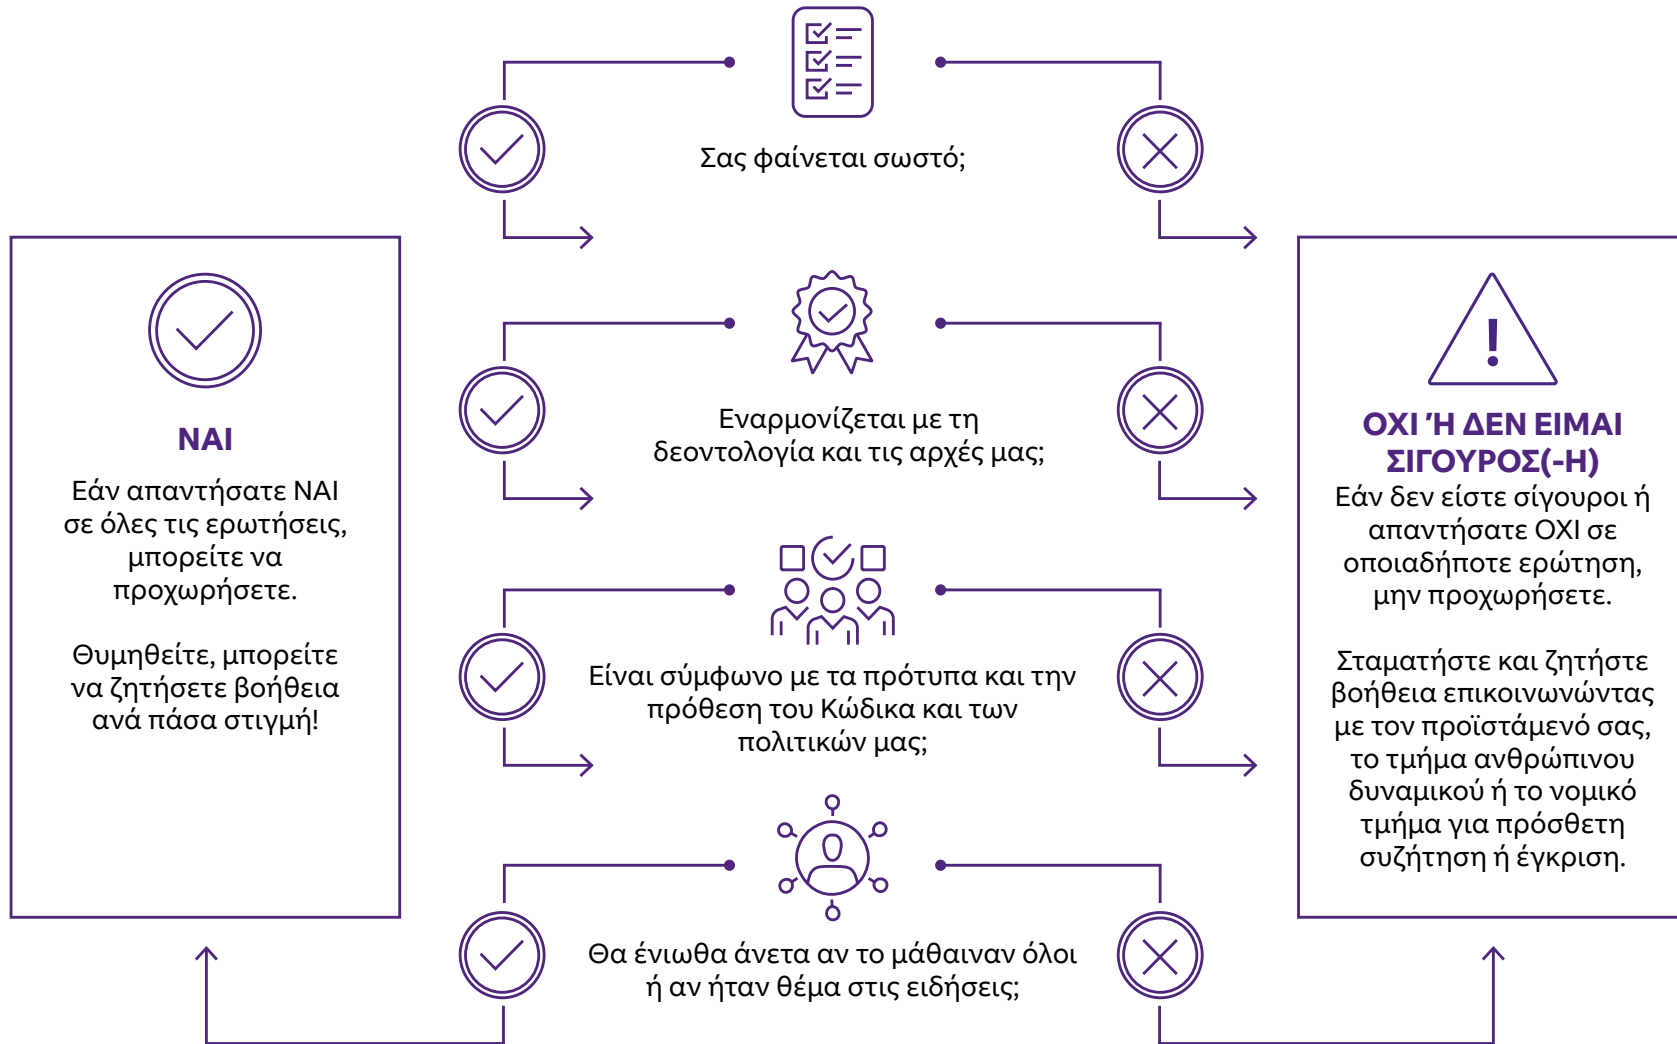 Σας φαίνεται σωστό;
ΝΑΙ
Εάν απαντήσατε ΝΑΙ
σε όλες τις ερωτήσεις,
μπορείτε να
προχωρήσετε.
Θυμηθείτε, μπορείτε
να ζητήσετε βοήθεια
ανά πάσα στιγμή!
Εναρμονίζεται με τη
δεοντολογία και τις αρχές μας;
Είναι σύμφωνο με τα πρότυπα και την
πρόθεση του Κώδικα και των
πολιτικών μας;
Θα ένιωθα άνετα αν το μάθαιναν όλοι
ή αν ήταν θέμα στις ειδήσεις;
!
ΟΧΙ Ή ΔΕΝ ΕΙΜΑΙ
ΣΙΓΟΥΡΟΣ(-Η)
Εάν δεν είστε σίγουροι ή
απαντήσατε ΟΧΙ σε
οποιαδήποτε ερώτηση,
μην προχωρήσετε.
Σταματήστε και ζητήστε
βοήθεια επικοινωνώντας
με τον προϊστάμενό σας,
το τμήμα ανθρώπινου
δυναμικού ή το νομικό
τμήμα για πρόσθετη
συζήτηση ή έγκριση.